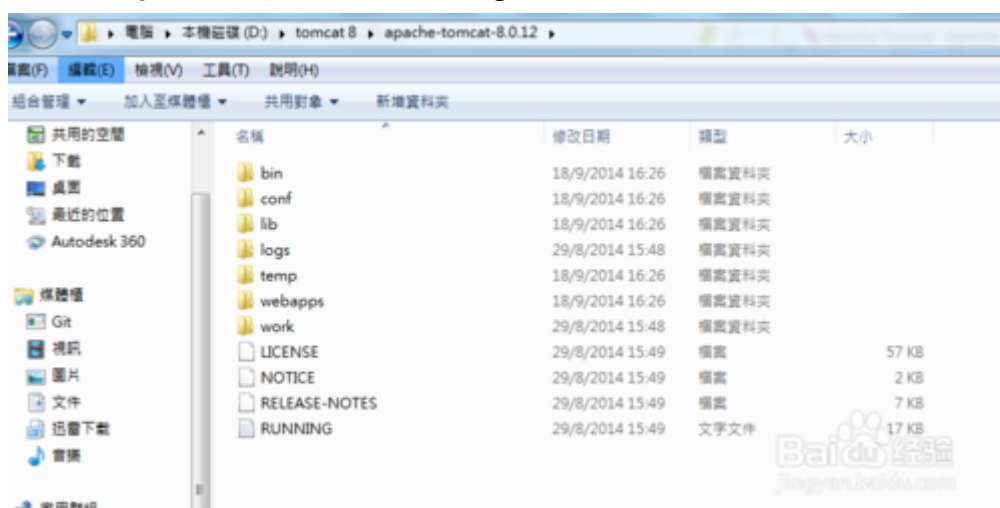 電腦 ▸ 本機磁碟 (D:) ▸ tomcat 8 ▸ apache-tomcat-8.0.12 ▸
檔案(F) 編輯(E) 檢視(V) 工具(T) 說明(H)
組合管理 加入至媒體櫃 共用對象 新增資料夾
共用的空間
下載
桌面
最近的位置
Autodesk 360
媒體櫃
Git
視訊
圖片
文件
迅雷下載
音樂
家用群組
名稱 修改日期 類型 大小
bin 18/9/2014 16:26 檔案資料夾
conf 18/9/2014 16:26 檔案資料夾
lib 18/9/2014 16:26 檔案資料夾
logs 29/8/2014 15:48 檔案資料夾
temp 18/9/2014 16:26 檔案資料夾
webapps 18/9/2014 16:26 檔案資料夾
work 29/8/2014 15:48 檔案資料夾
LICENSE 29/8/2014 15:49 檔案 57 KB
NOTICE 29/8/2014 15:49 檔案 2 KB
RELEASE-NOTES 29/8/2014 15:49 檔案 7 KB
RUNNING 29/8/2014 15:49 文字文件 17 KB
Baidu 经验
jingyan.baidu.com